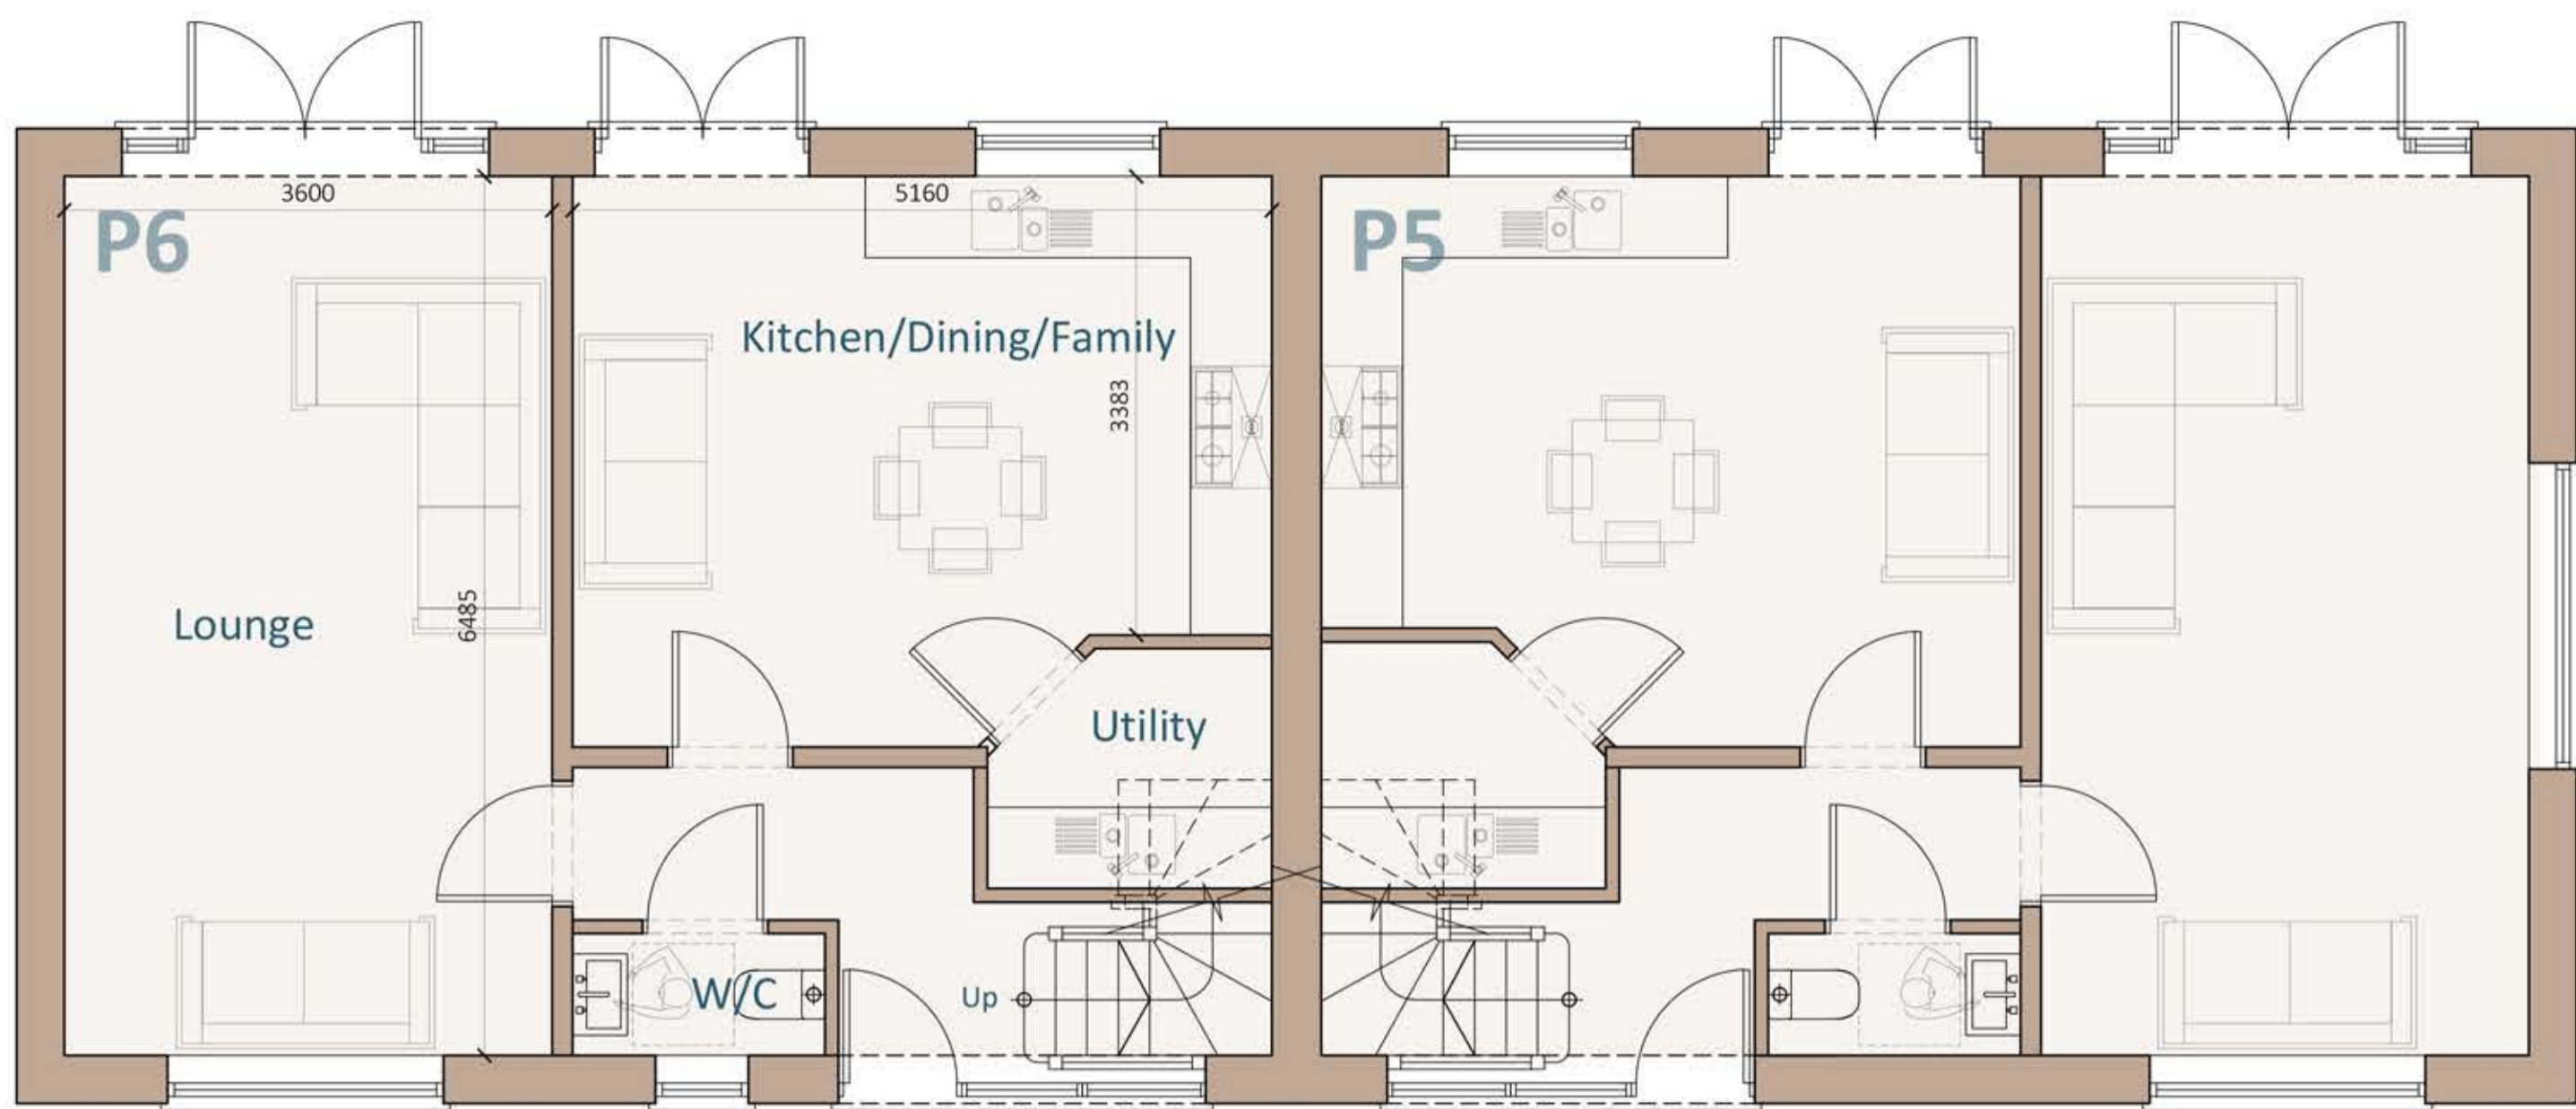 3600
5160
P6
P5
Kitchen/Dining/Family
3383
6485
Lounge
Utility
W/C
Up